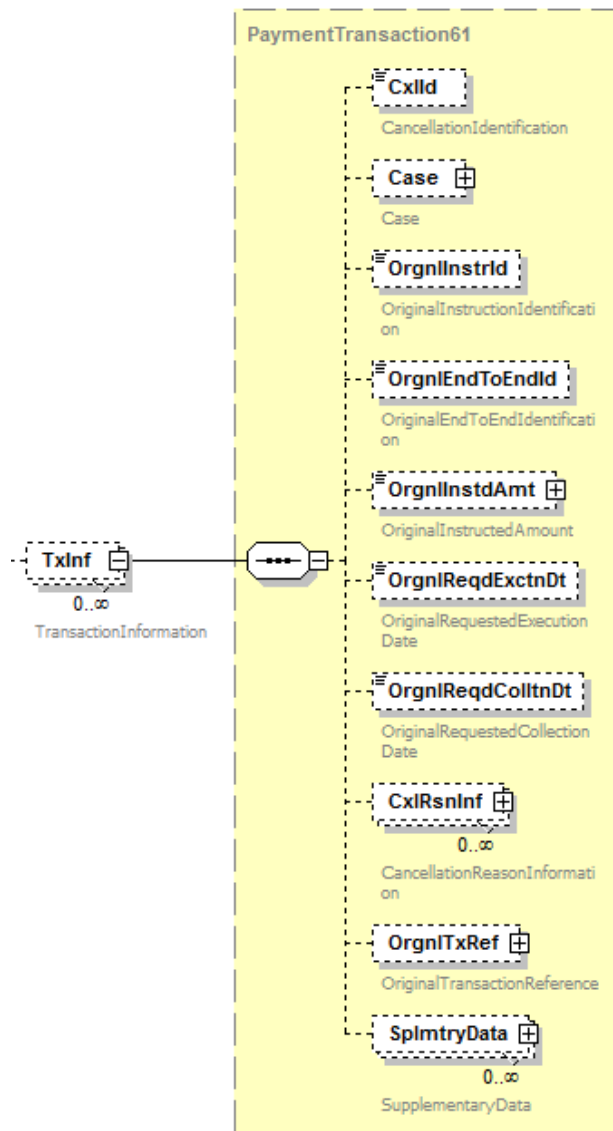 PaymentTransaction61
CxlId
CancellationIdentification
Case
Case
OrgnlInstrId
OriginalInstructionIdentificati
on
OrgnlEndToEndId
OriginalEndToEndIdentificati
on
OrgnlInstdAmt
OriginalInstructedAmount
TxInf
0..∞
TransactionInformation
OrgnlReqdExctnDt
OriginalRequestedExecution
Date
OrgnlReqdColltnDt
OriginalRequestedCollection
Date
CxlRsnInf
0..∞
CancellationReasonInformati
on
OrgnlTxRef
OriginalTransactionReference
SplmtryData
0..∞
SupplementaryData